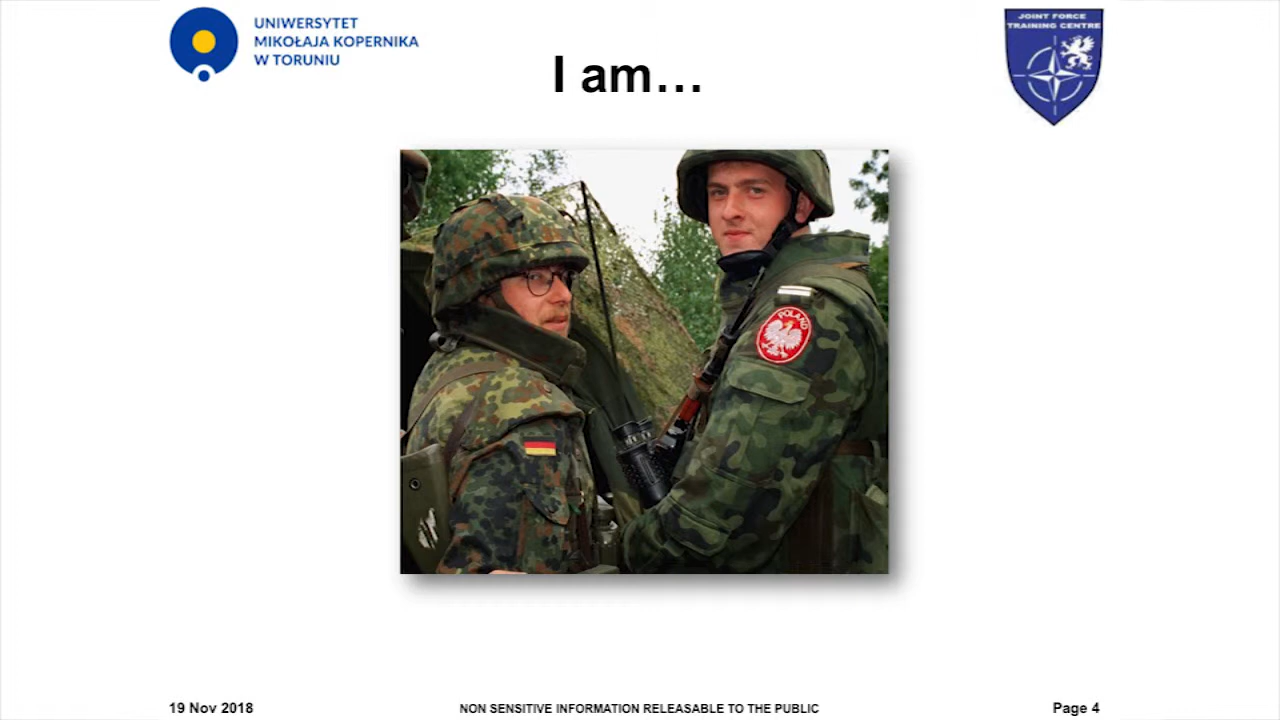 UNIWERSYTET
MIKOŁAJA KOPERNIKA
W TORUNIU
JOINT FORCE
TRAINING CENTRE
I am...
POLAND
19 Nov 2018
NON SENSITIVE INFORMATION RELEASABLE TO THE PUBLIC
Page 4